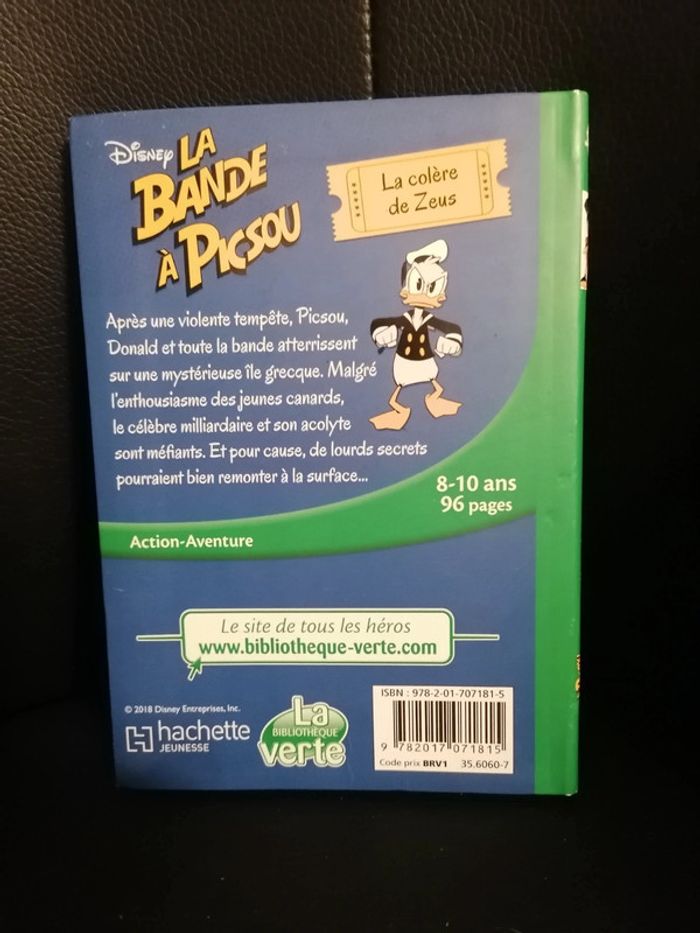 Disney
LA
BANDE
À PICSOU
La colère
de Zeus
Après une violente tempête, Picsou,
Donald et toute la bande atterrissent
sur une mystérieuse île grecque. Malgré
l'enthousiasme des jeunes canards,
le célèbre milliardaire et son acolyte
sont méfiants. Et pour cause, de lourds secrets
pourraient bien remonter à la surface...
8-10 ans
96 pages
Action-Aventure
Le site de tous les héros
www.bibliotheque-verte.com
© 2018 Disney Entreprises, Inc.
hachette
JEUNESSE
La
BIBLIOTHÈQUE
verte
ISBN : 978-2-01-707181-5
9 782017 071815
Code prix BRV1 35.6060-7